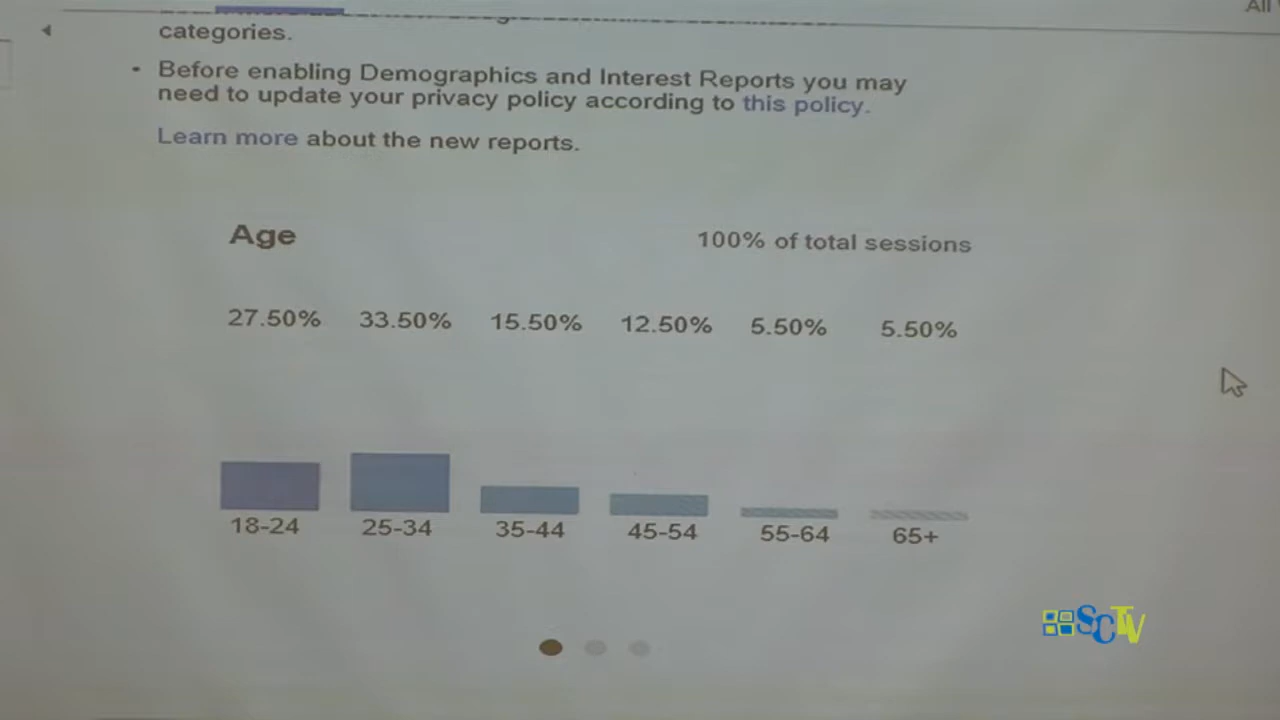 All
categories.
• Before enabling Demographics and Interest Reports you may
need to update your privacy policy according to this policy.
Learn more about the new reports.
Age
100% of total sessions
27.50% 33.50% 15.50% 12.50% 5.50% 5.50%
18-24 25-34 35-44 45-54 55-64 65+
SCTV